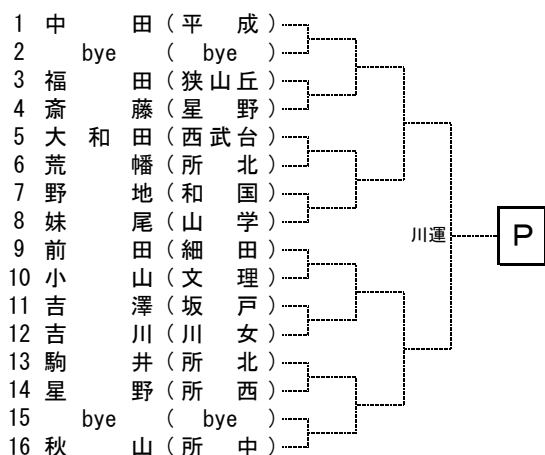 1 中 田 ( 平 成 )
2 bye ( bye )
3 福 田 ( 狭 山 丘 )
4 斎 藤 ( 星 野 )
5 大 和 田 ( 西 武 台 )
6 荒 幡 ( 所 北 )
7 野 地 ( 和 国 )
8 妹 尾 ( 山 学 )
川運 P
9 前 田 ( 細 田 )
10 小 山 ( 文 理 )
11 吉 澤 ( 坂 戸 )
12 吉 川 ( 川 女 )
13 駒 井 ( 所 北 )
14 星 野 ( 所 西 )
15 bye ( bye )
16 秋 山 ( 所 中 )